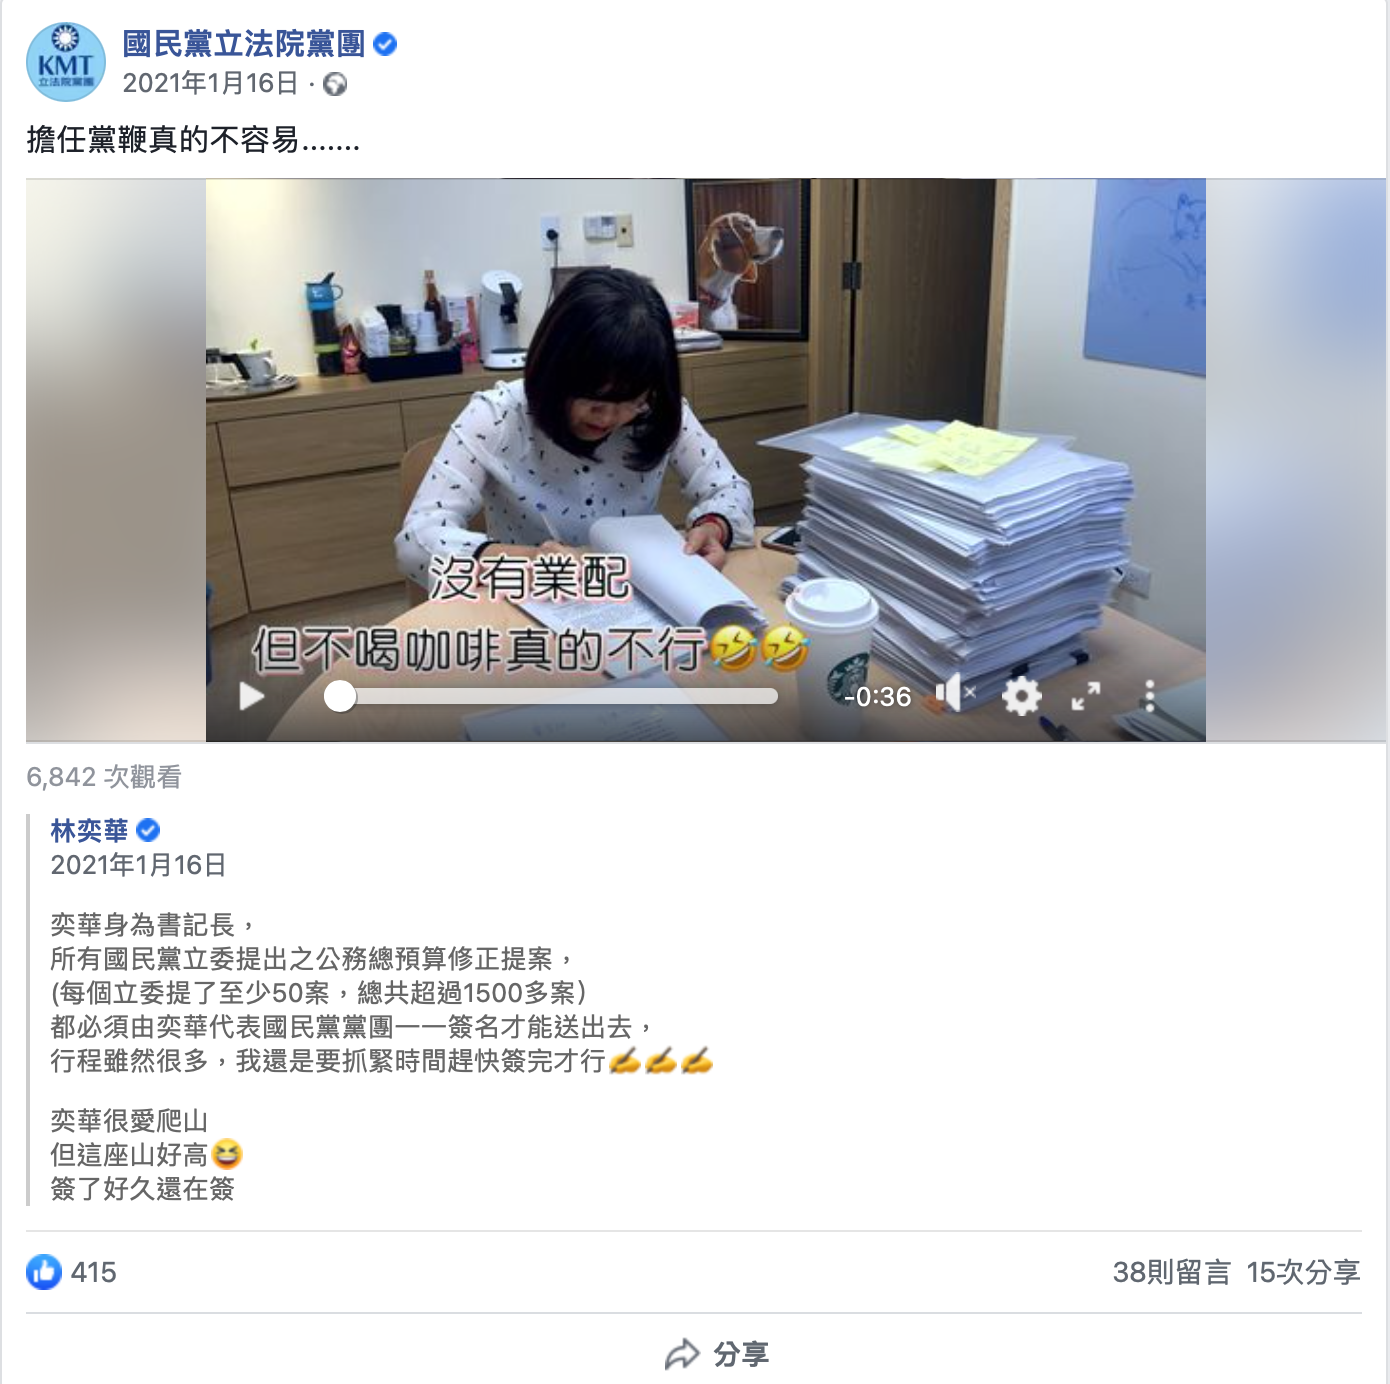 KMT
立法院黨團
國民黨立法院黨團
2021年1月16日 ·
擔任黨鞭真的不容易.......
沒有業配
但不喝咖啡真的不行🤣🤣
-0:36
6,842 次觀看
林奕華
2021年1月16日
奕華身為書記長，
所有國民黨立委提出之公務總預算修正提案，
(每個立委提了至少50案，總共超過1500多案）
都必須由奕華代表國民黨黨團一一簽名才能送出去，
行程雖然很多，我還是要抓緊時間趕快簽完才行✍️✍️✍️
奕華很愛爬山
但這座山好高😆
簽了好久還在簽
415
38則留言 15次分享
分享